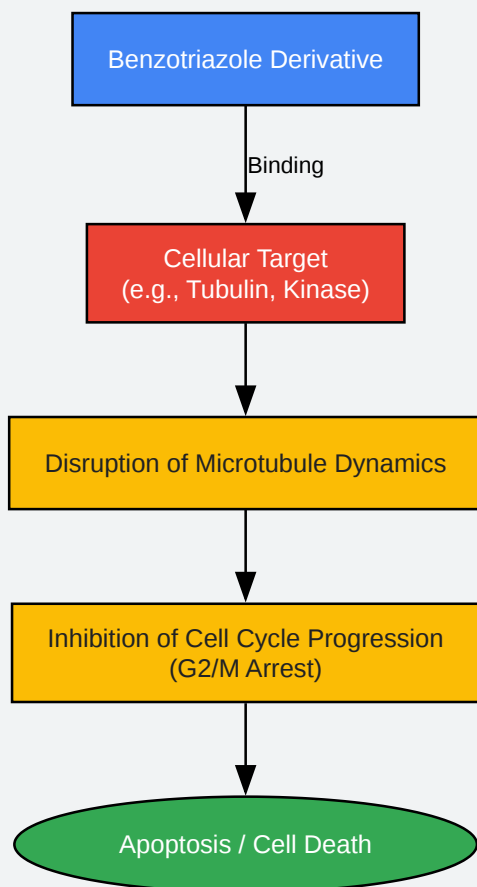 Benzotriazole Derivative
Binding
Cellular Target
(e.g., Tubulin, Kinase)
Disruption of Microtubule Dynamics
Inhibition of Cell Cycle Progression
(G2/M Arrest)
Apoptosis / Cell Death